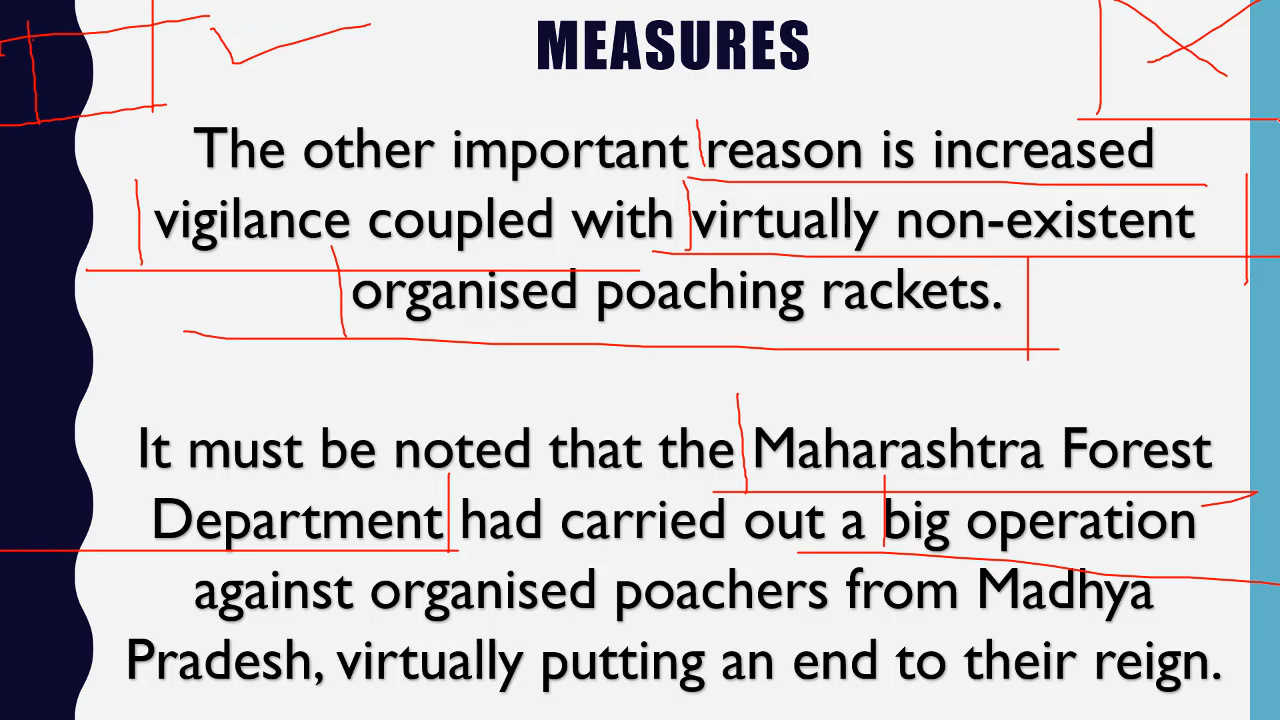 MEASURES
The other important reason is increased
vigilance coupled with virtually non-existent
organised poaching rackets.
It must be noted that the Maharashtra Forest
Department had carried out a big operation
against organised poachers from Madhya
Pradesh, virtually putting an end to their reign.